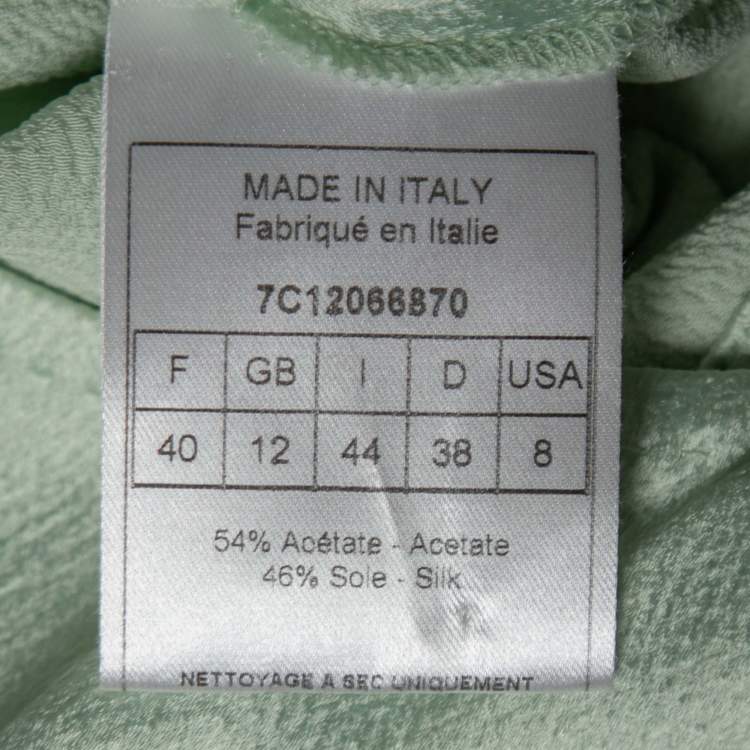 MADE IN ITALY
Fabriqué en Italie
7C12066870
F GB I D USA
40 12 44 38 8
54% Acétate - Acetate
46% Soie - Silk
NETTOYAGE A SEC UNIQUEMENT